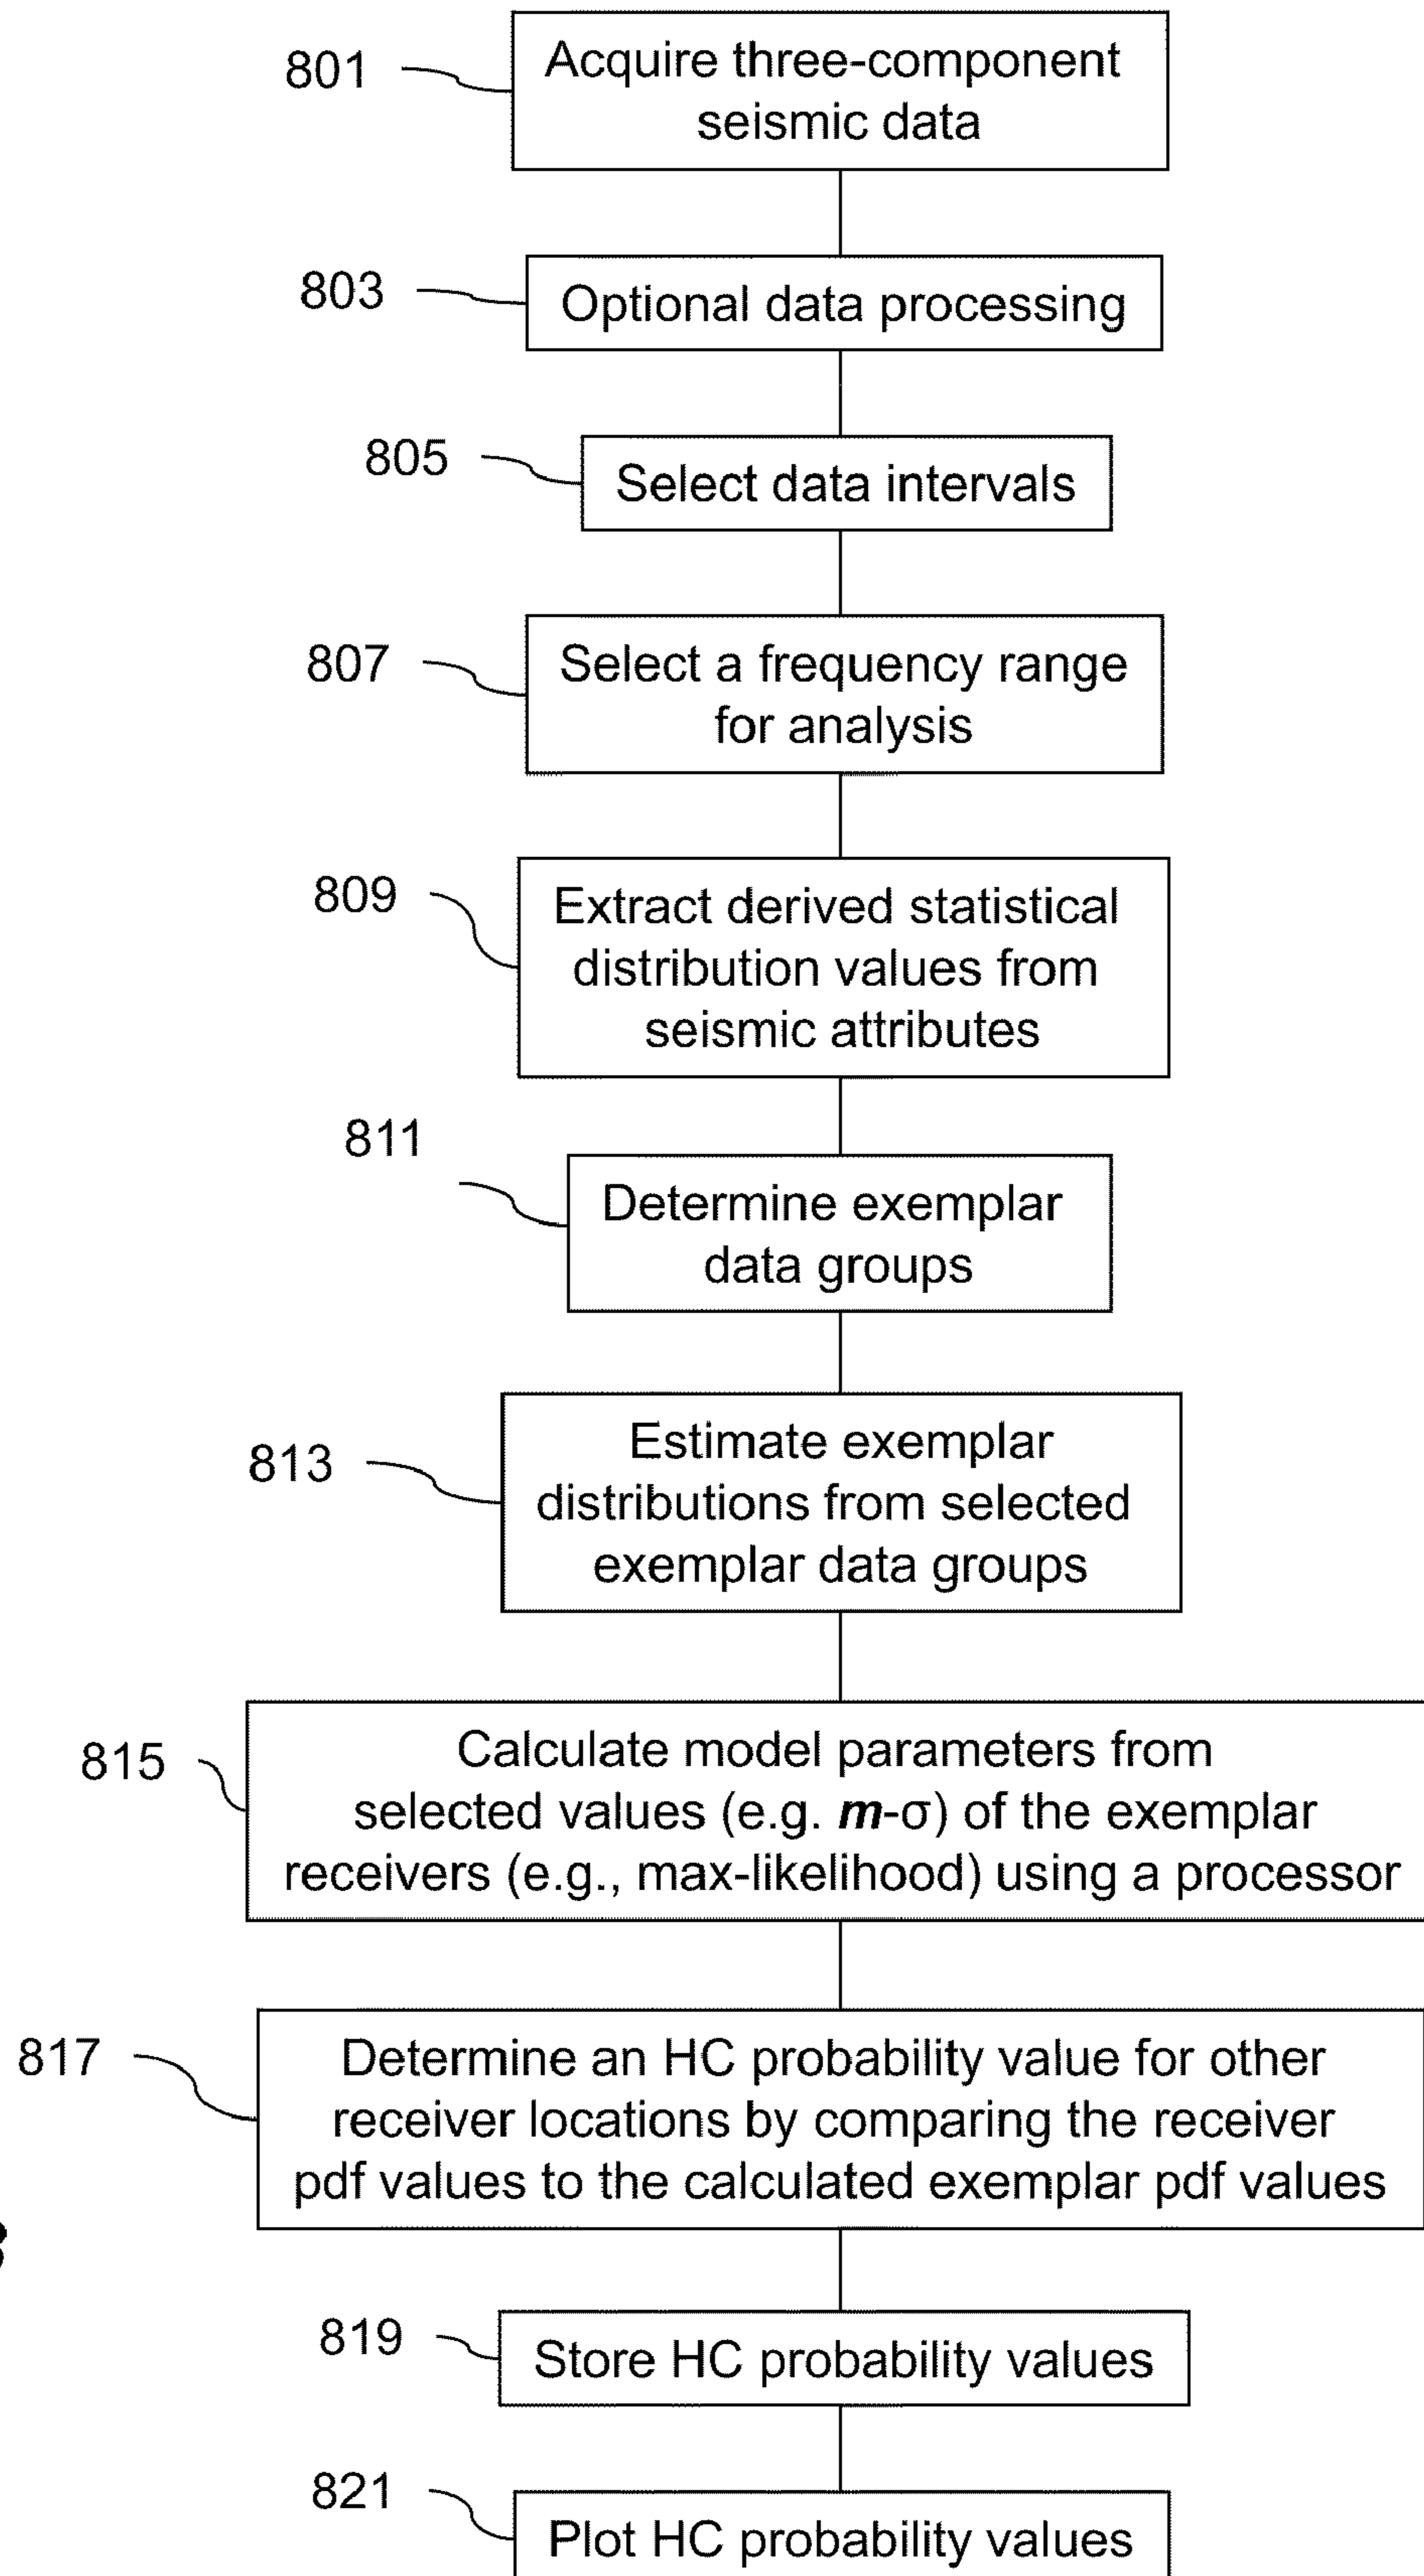 801
Acquire three-component
seismic data
803
Optional data processing
805
Select data intervals
807
Select a frequency range
for analysis
809
Extract derived statistical
distribution values from
seismic attributes
811
Determine exemplar
data groups
813
Estimate exemplar
distributions from selected
exemplar data groups
815
Calculate model parameters from
selected values (e.g. m-σ) of the exemplar
receivers (e.g., max-likelihood) using a processor
817
Determine an HC probability value for other
receiver locations by comparing the receiver
pdf values to the calculated exemplar pdf values
819
Store HC probability values
821
Plot HC probability values